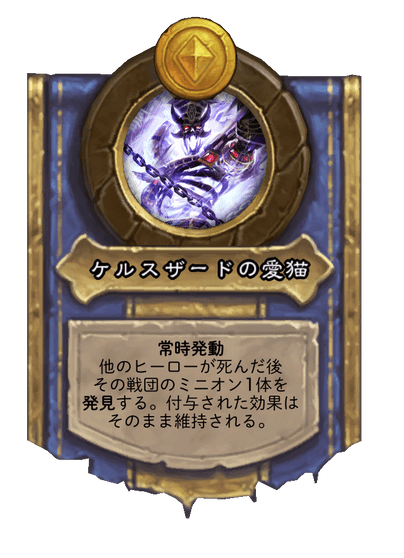 ケルスザードの愛猫
常時発動
他のヒーローが死んだ後
その戦団のミニオン1体を
発見する。付与された効果は
そのまま維持される。